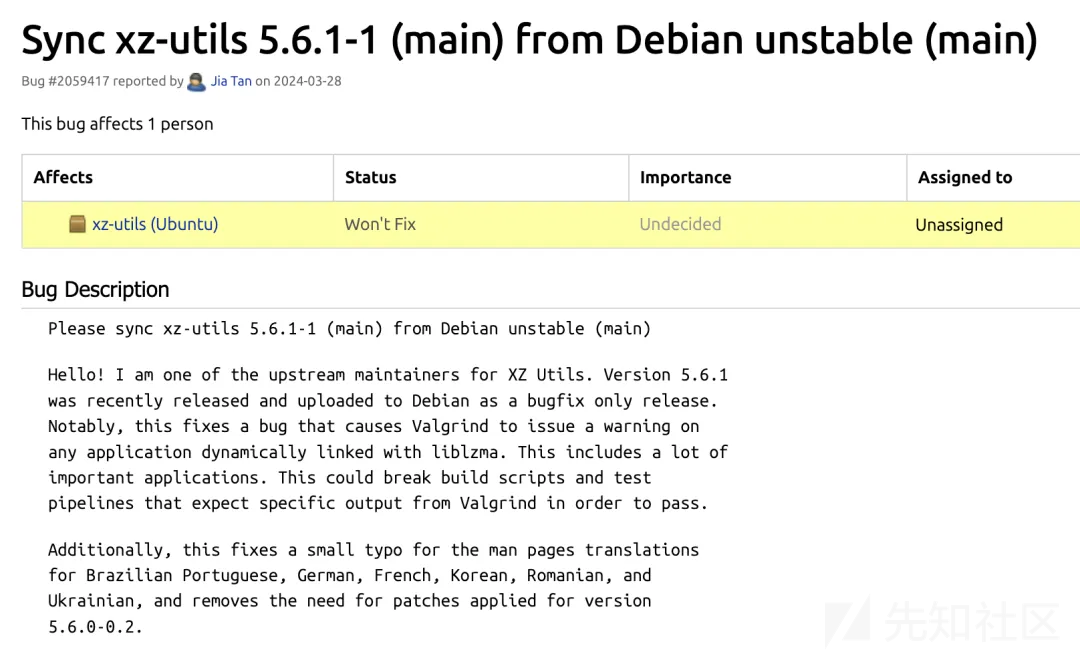 Sync xz-utils 5.6.1-1 (main) from Debian unstable (main)
Bug #2059417 reported by Jia Tan on 2024-03-28
This bug affects 1 person
Affects Status Importance Assigned to
xz-utils (Ubuntu) Won't Fix Undecided Unassigned
Bug Description
Please sync xz-utils 5.6.1-1 (main) from Debian unstable (main)
Hello! I am one of the upstream maintainers for XZ Utils. Version 5.6.1
was recently released and uploaded to Debian as a bugfix only release.
Notably, this fixes a bug that causes Valgrind to issue a warning on
any application dynamically linked with liblzma. This includes a lot of
important applications. This could break build scripts and test
pipelines that expect specific output from Valgrind in order to pass.
Additionally, this fixes a small typo for the man pages translations
for Brazilian Portuguese, German, French, Korean, Romanian, and
Ukrainian, and removes the need for patches applied for version
5.6.0-0.2.
先知社区